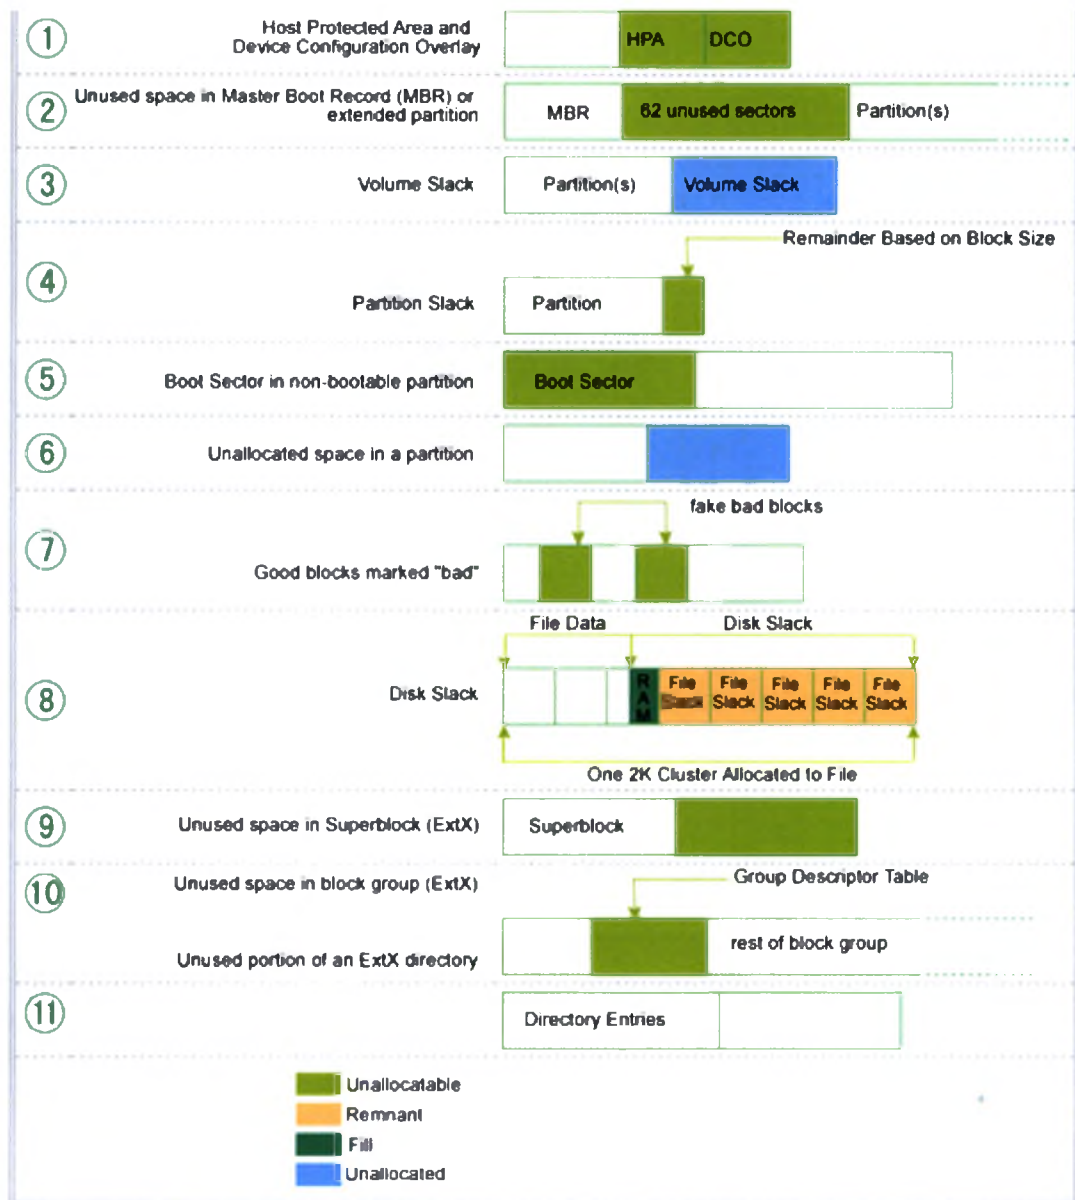 1
Host Protected Area and
Device Configuration Overlay
HPA DCO
2
Unused space in Master Boot Record (MBR) or
extended partition
MBR 62 unused sectors Partition(s)
3
Volume Slack
Partition(s) Volume Slack
Remainder Based on Block Size
4
Partition Slack
Partition
5
Boot Sector in non-bootable partition
Boot Sector
6
Unallocated space in a partition
fake bad blocks
7
Good blocks marked "bad"
File Data Disk Slack
8
Disk Slack
RAM
File Slack
File Slack
File Slack
File Slack
File Slack
One 2K Cluster Allocated to File
9
Unused space in Superblock (ExtX)
Superblock
10
Unused space in block group (ExtX)
Group Descriptor Table
Unused portion of an ExtX directory
rest of block group
11
Directory Entries
Unallocatable
Remnant
Fill
Unallocated